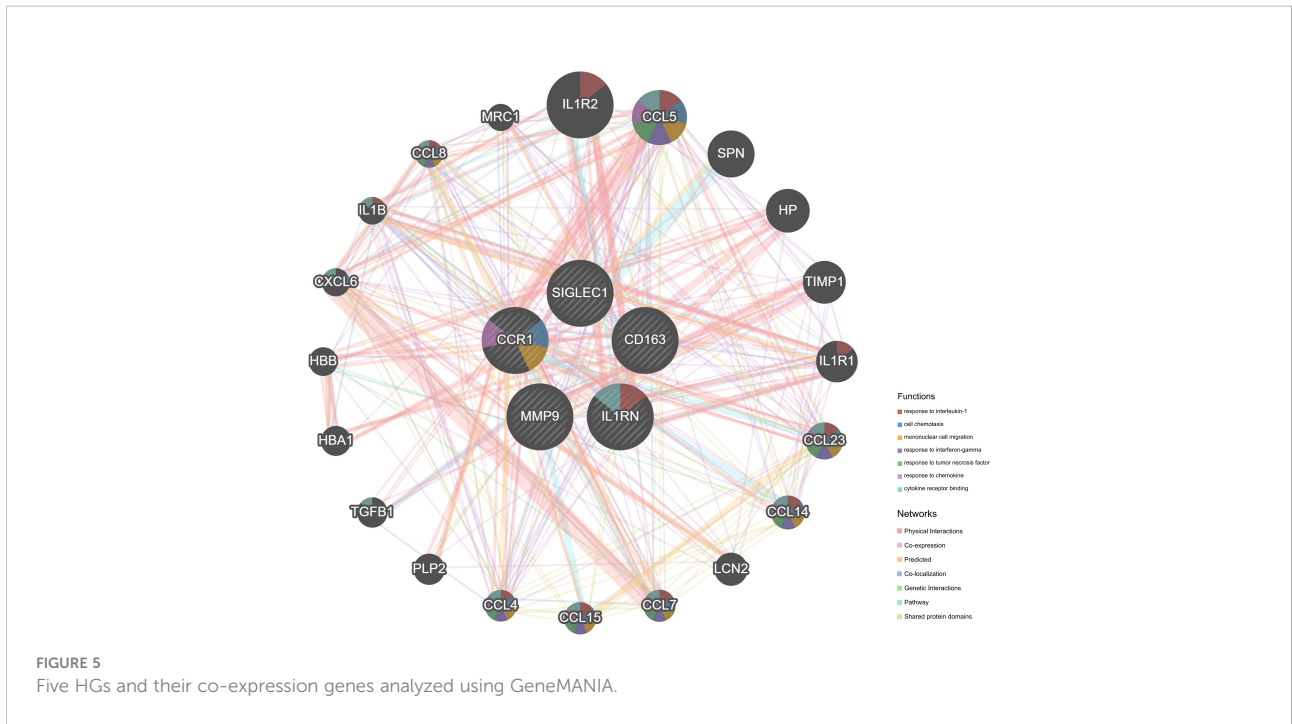 IL1R2
MRC1
CCL5
CCL8
SPN
IL1B
HP
CXCL6
SIGLEC1
TIMP1
CCR1
CD163
HBB
IL1R1
MMP9
IL1RN
HBA1
CCL23
TGFB1
CCL14
PLP2
LCN2
CCL4
CCL15
CCL7
Functions
response to interleukin-1
cell chemotaxis
mononuclear cell migration
response to interferon-gamma
response to tumor necrosis factor
response to chemokine
cytokine receptor binding
Networks
Physical Interactions
Co-expression
Predicted
Co-localization
Genetic Interactions
Pathway
Shared protein domains
FIGURE 5
Five HGs and their co-expression genes analyzed using GeneMANIA.